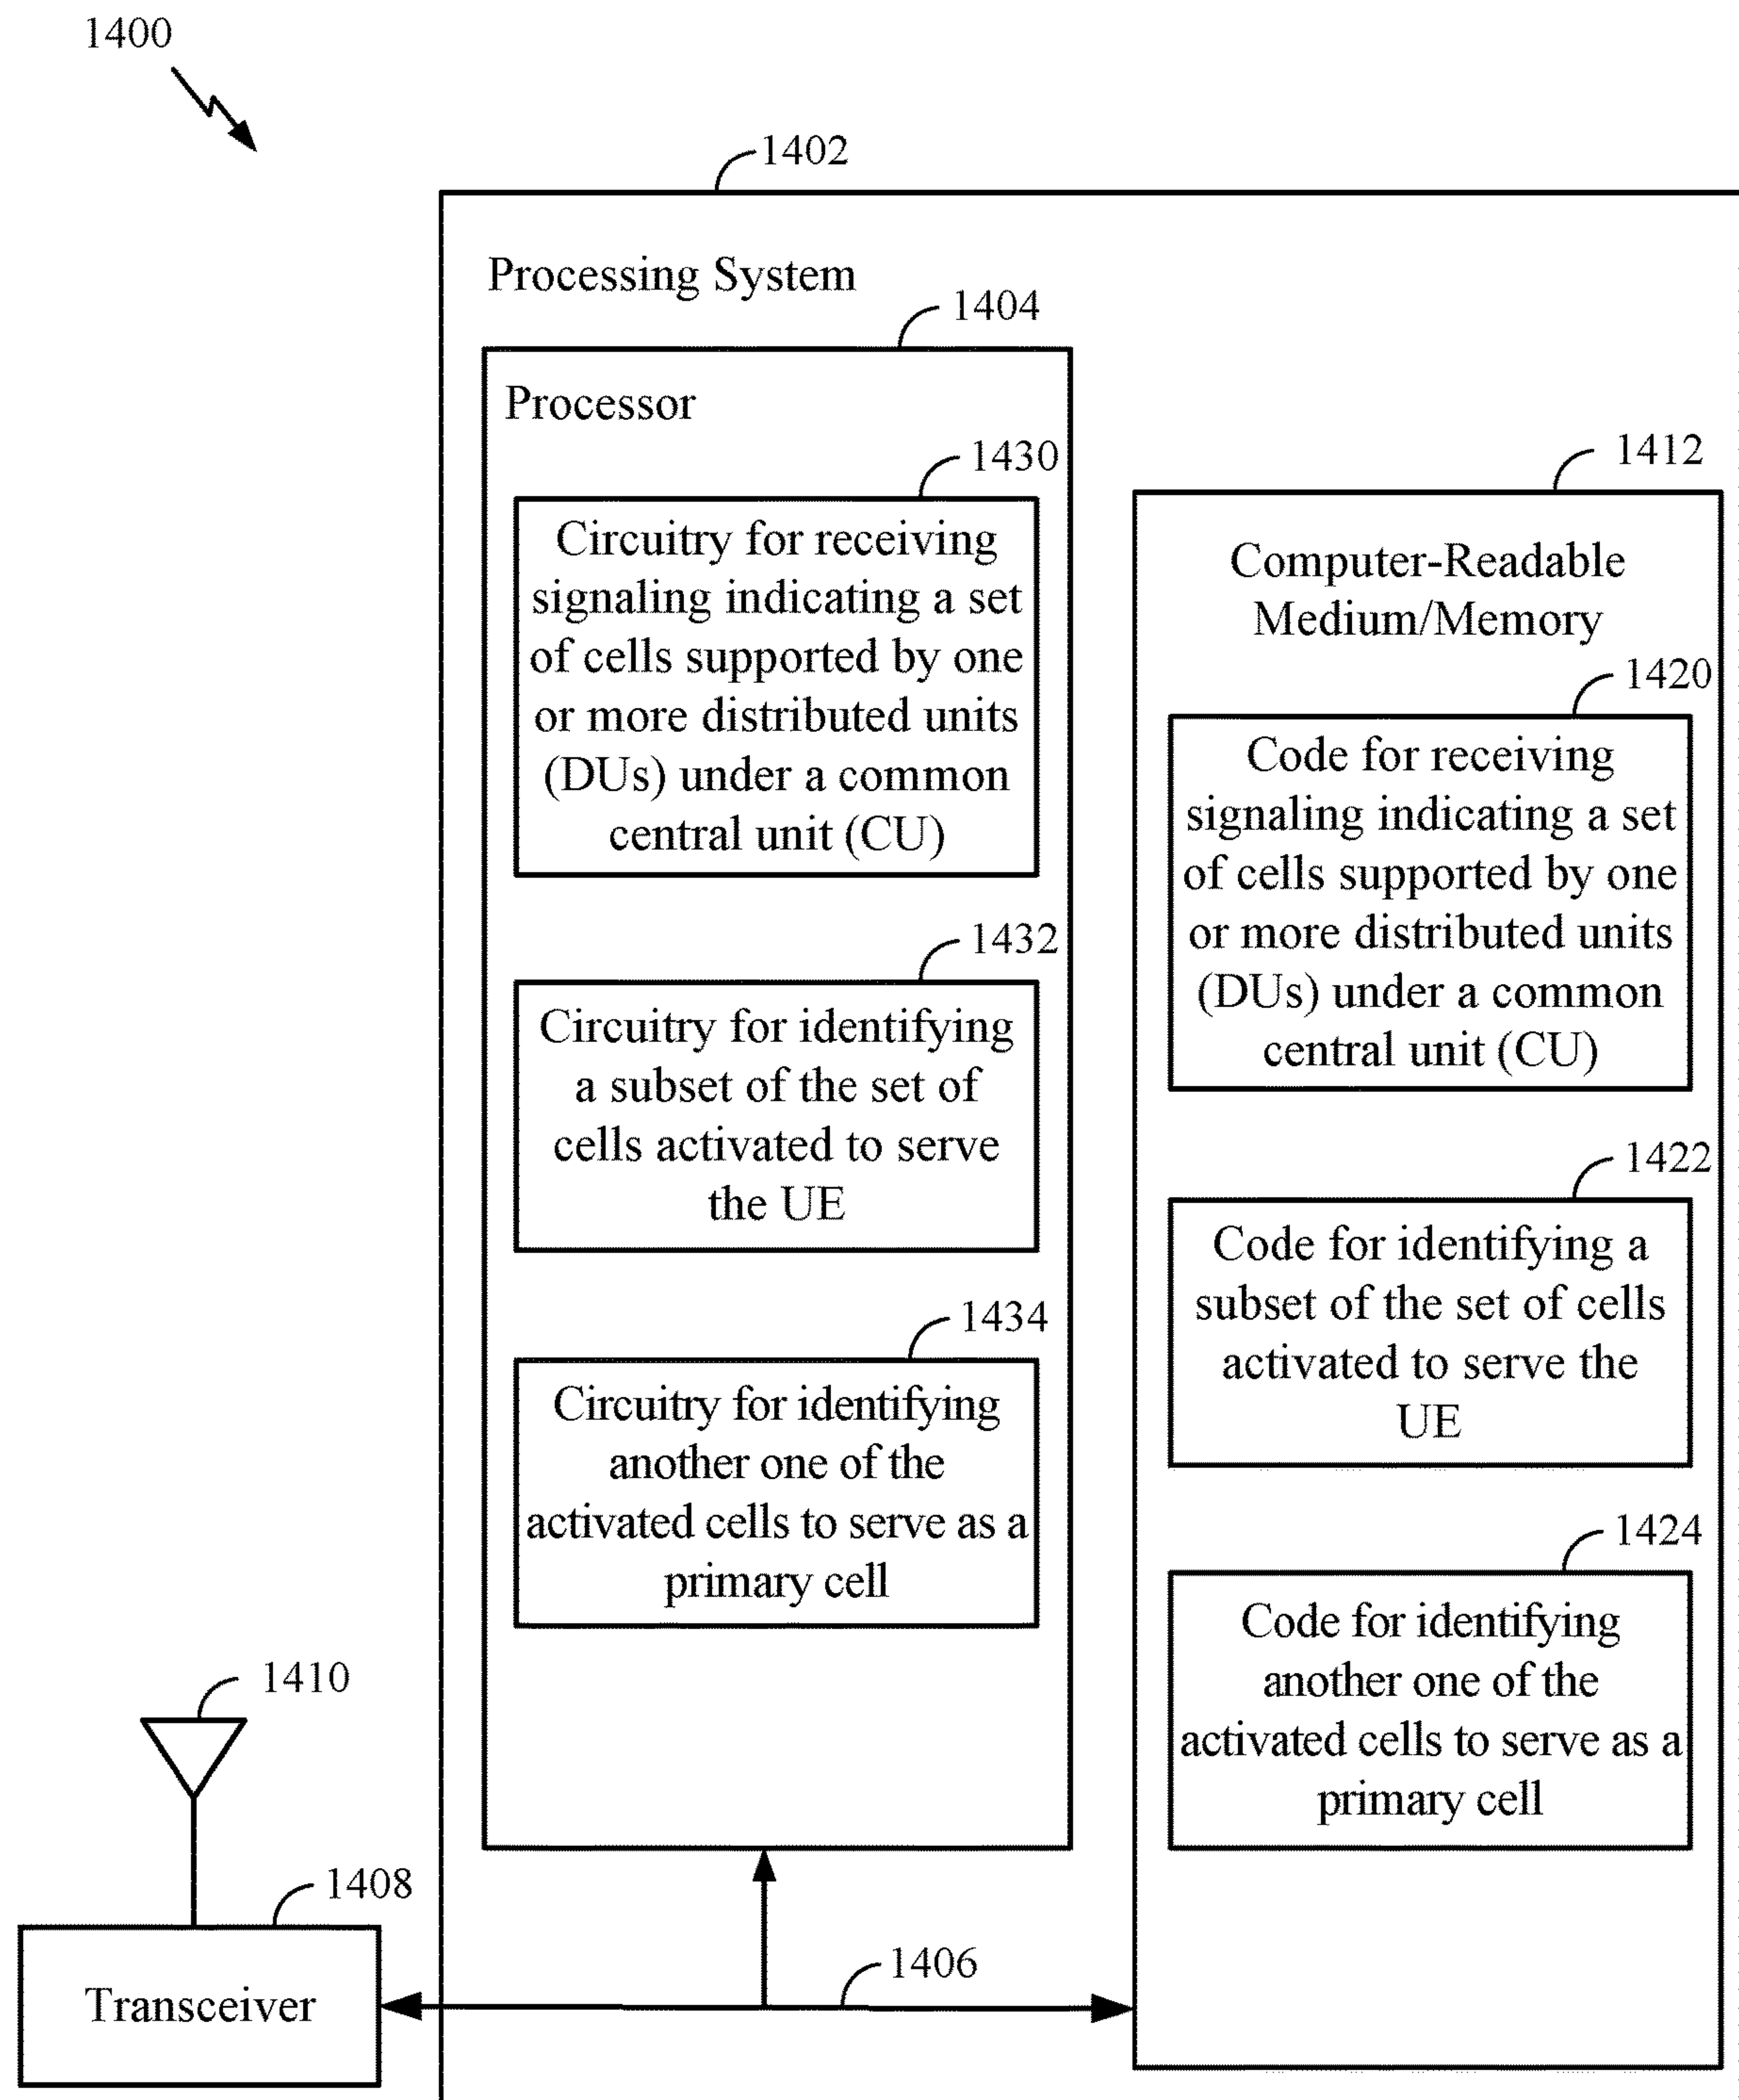 1400
1402
Processing System
1404
Processor
1430
Circuitry for receiving
signaling indicating a set
of cells supported by one
or more distributed units
(DUs) under a common
central unit (CU)
1432
Circuitry for identifying
a subset of the set of
cells activated to serve
the UE
1434
Circuitry for identifying
another one of the
activated cells to serve as a
primary cell
1412
Computer-Readable
Medium/Memory
1420
Code for receiving
signaling indicating a set
of cells supported by one
or more distributed units
(DUs) under a common
central unit (CU)
1422
Code for identifying a
subset of the set of cells
activated to serve the
UE
1424
Code for identifying
another one of the
activated cells to serve as a
primary cell
1410
1408
Transceiver
1406